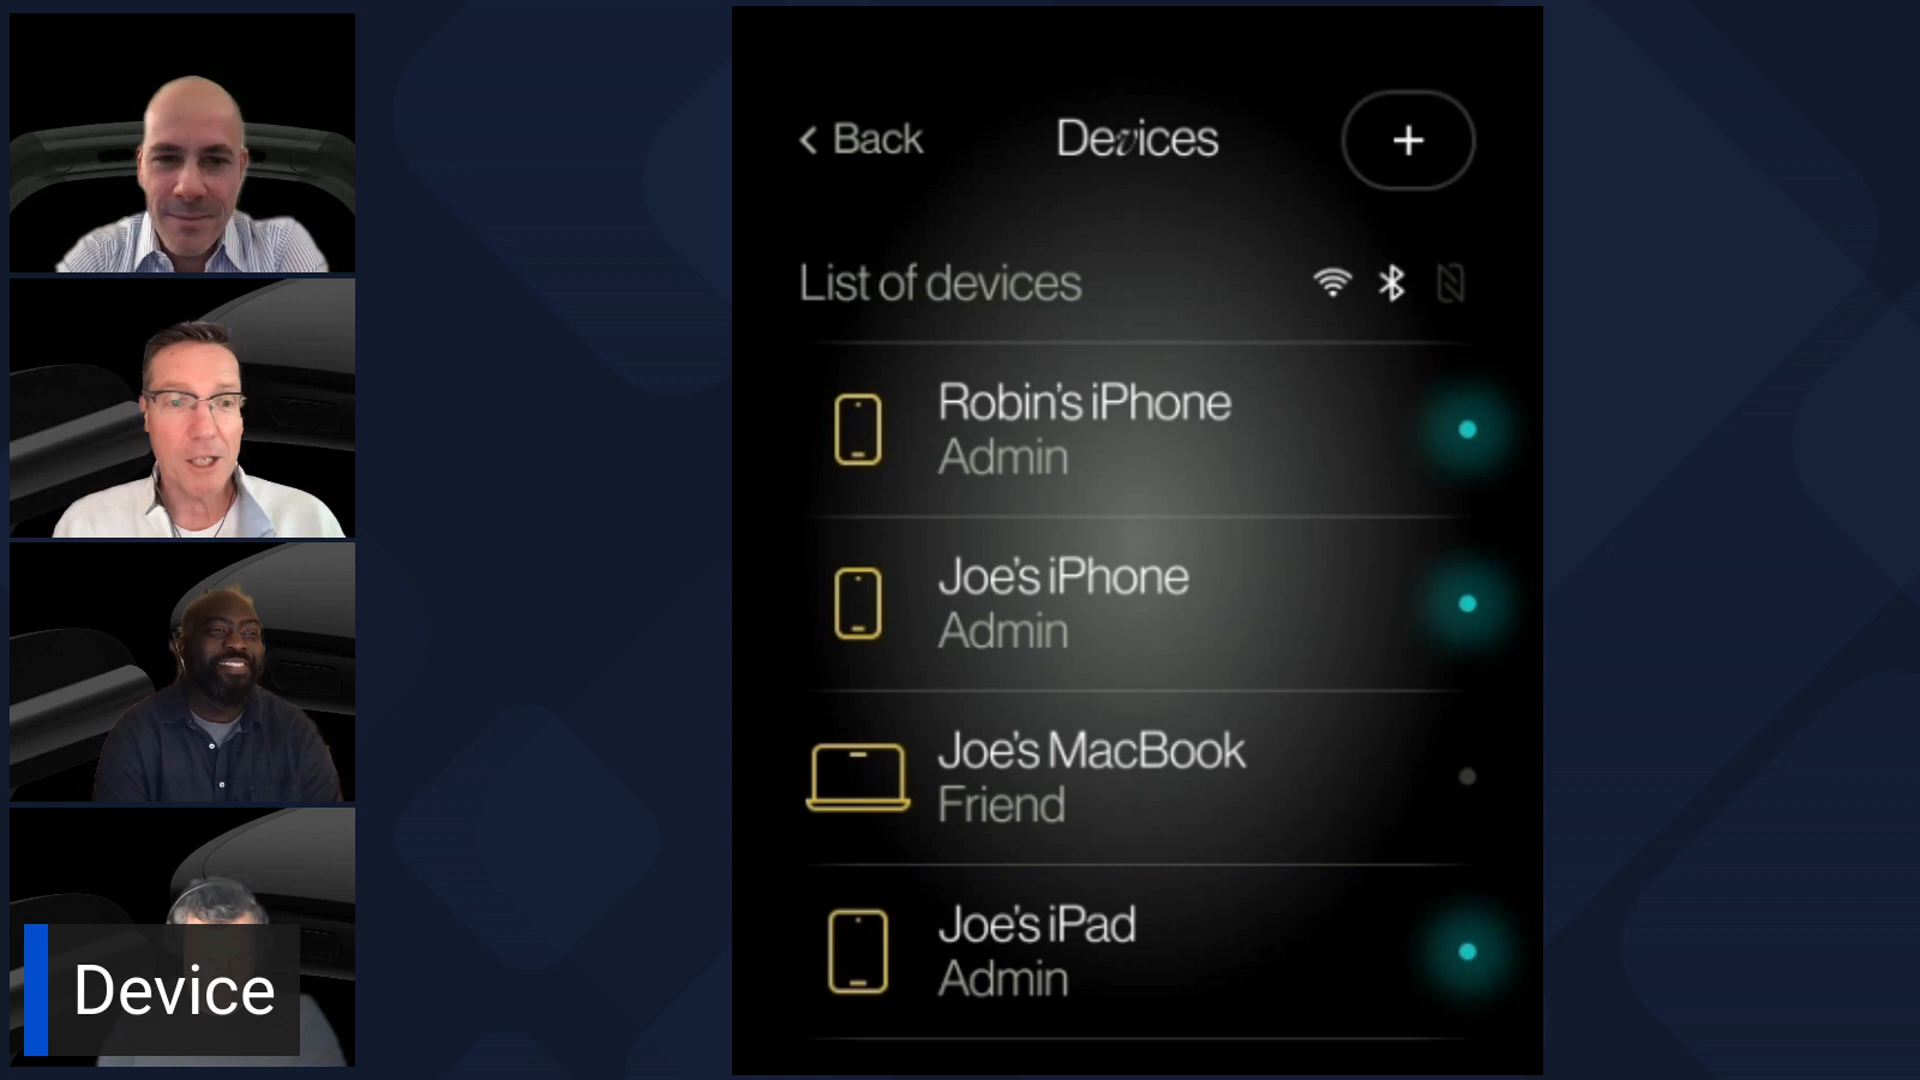 Back
Devices
+
List of devices
Robin's iPhone
Admin
Joe's iPhone
Admin
Joe's MacBook
Friend
Joe's iPad
Admin
Device